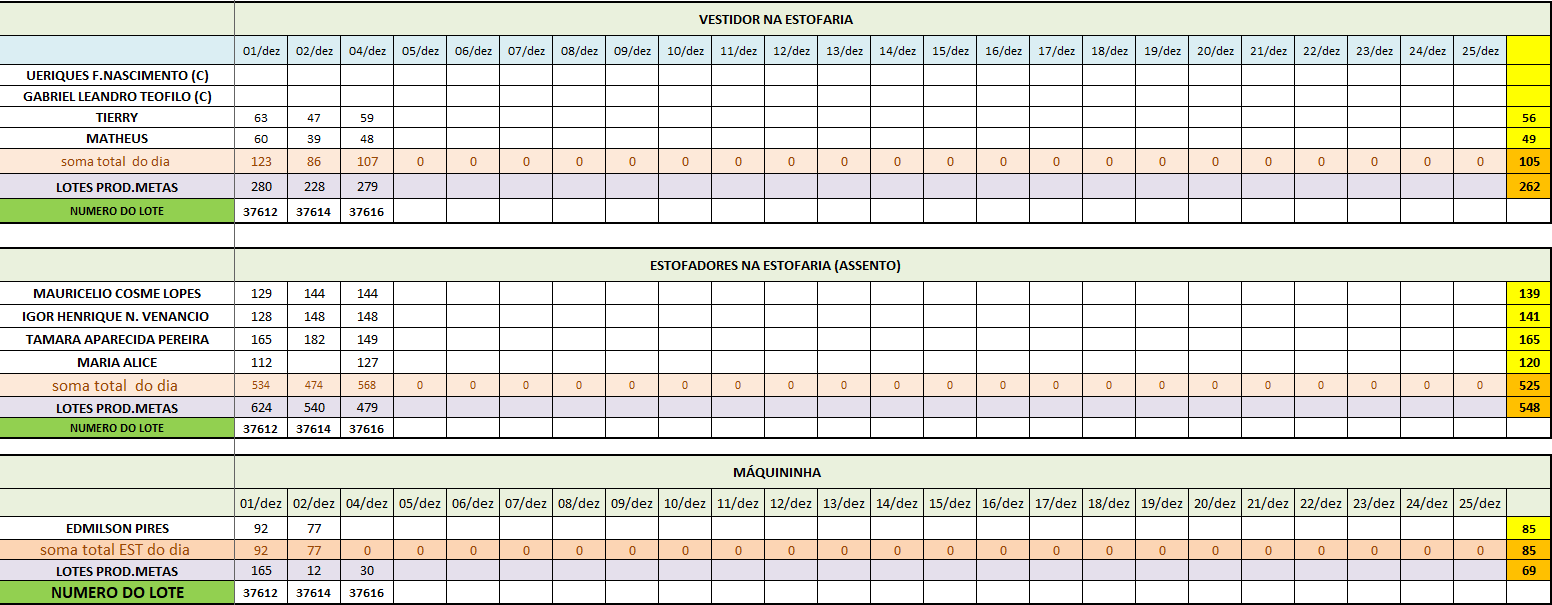 VESTIDOR NA ESTOFARIA
01/dez 02/dez 04/dez 05/dez 06/dez 07/dez 08/dez 09/dez 10/dez 11/dez 12/dez 13/dez 14/dez 15/dez 16/dez 17/dez 18/dez 19/dez 20/dez 21/dez 22/dez 23/dez 24/dez 25/dez
UERIQUES F.NASCIMENTO (C)
GABRIEL LEANDRO TEOFILO (C)
TIERRY 63 47 59 56
MATHEUS 60 39 48 49
soma total do dia 123 86 107 0 0 0 0 0 0 0 0 0 0 0 0 0 0 0 0 0 0 0 0 0 105
LOTES PROD.METAS 280 228 279 262
NUMERO DO LOTE 37612 37614 37616
ESTOFADORES NA ESTOFARIA (ASSENTO)
MAURICELIO COSME LOPES 129 144 144 139
IGOR HENRIQUE N. VENANCIO 128 148 148 141
TAMARA APARECIDA PEREIRA 165 182 149 165
MARIA ALICE 112 127 120
soma total do dia 534 474 568 0 0 0 0 0 0 0 0 0 0 0 0 0 0 0 0 0 0 0 0 0 525
LOTES PROD.METAS 624 540 479 548
NUMERO DO LOTE 37612 37614 37616
MÁQUININHA
01/dez 02/dez 04/dez 05/dez 06/dez 07/dez 08/dez 09/dez 10/dez 11/dez 12/dez 13/dez 14/dez 15/dez 16/dez 17/dez 18/dez 19/dez 20/dez 21/dez 22/dez 23/dez 24/dez 25/dez
EDMILSON PIRES 92 77 85
soma total EST do dia 92 77 0 0 0 0 0 0 0 0 0 0 0 0 0 0 0 0 0 0 0 0 0 0 85
LOTES PROD.METAS 165 12 30 69
NUMERO DO LOTE 37612 37614 37616